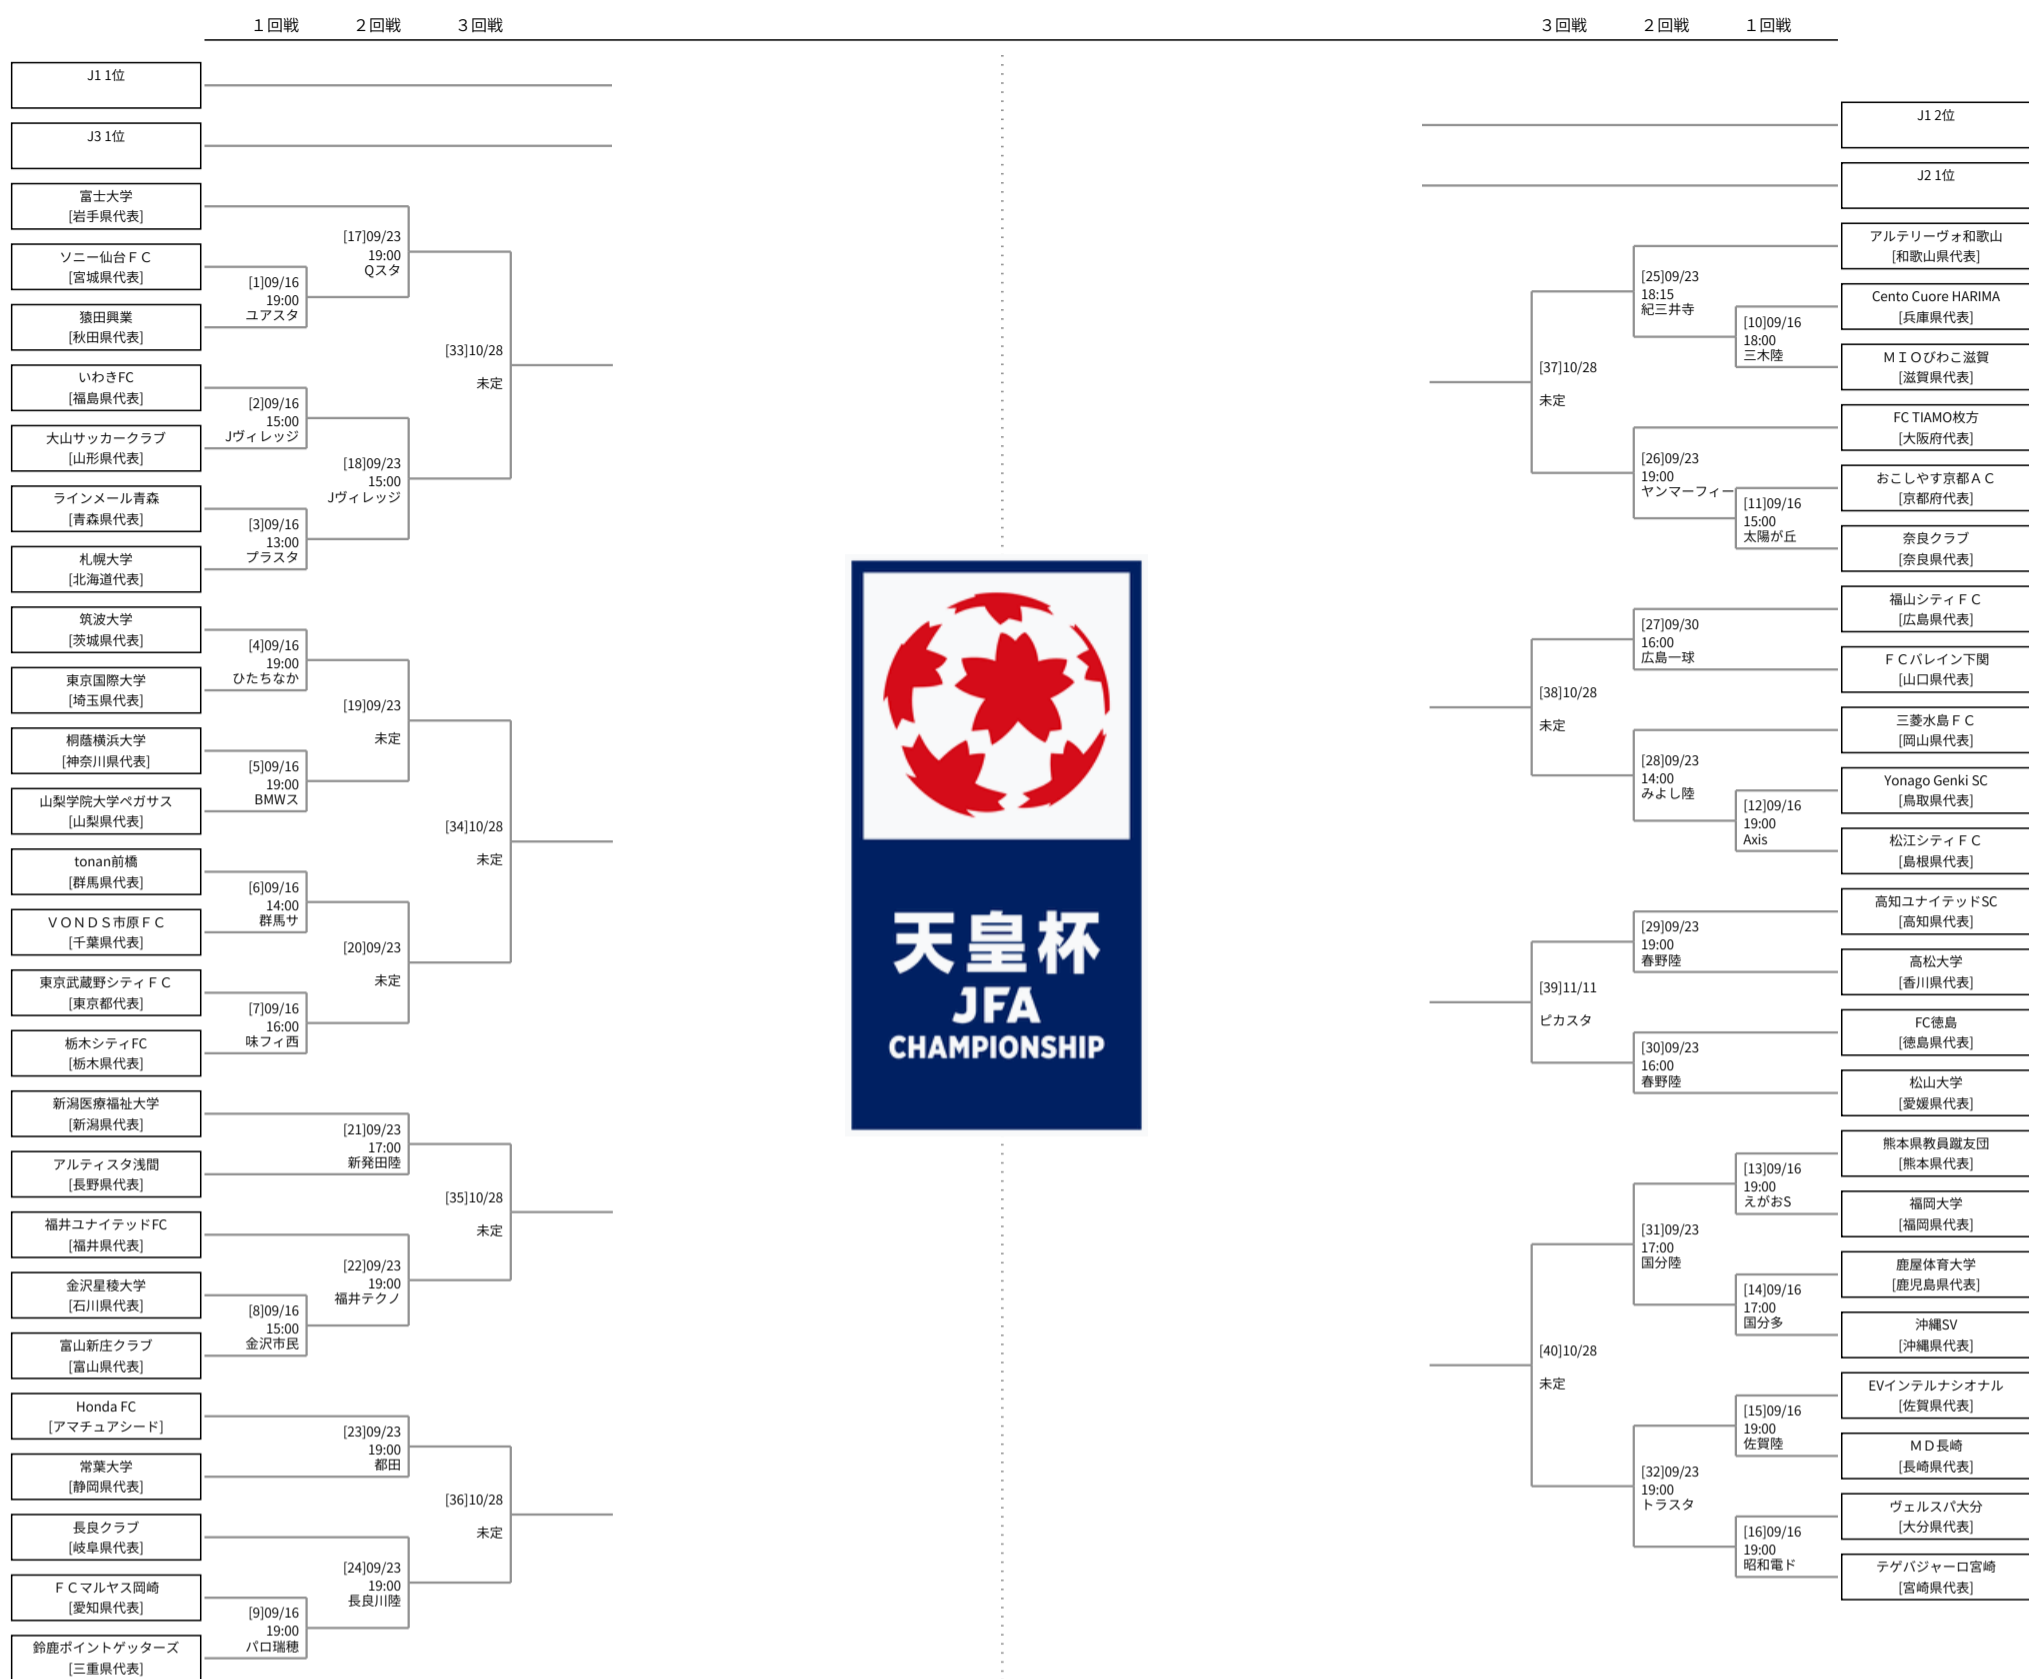 １回戦
２回戦
３回戦
J1 1位
J3 1位
富士大学
[岩手県代表]
ソニー仙台ＦＣ
[宮城県代表]
猿田興業
[秋田県代表]
いわきFC
[福島県代表]
大山サッカークラブ
[山形県代表]
ラインメール青森
[青森県代表]
札幌大学
[北海道代表]
筑波大学
[茨城県代表]
東京国際大学
[埼玉県代表]
桐蔭横浜大学
[神奈川県代表]
山梨学院大学ペガサス
[山梨県代表]
tonan前橋
[群馬県代表]
ＶＯＮＤＳ市原ＦＣ
[千葉県代表]
東京武蔵野シティＦＣ
[東京都代表]
栃木シティFC
[栃木県代表]
新潟医療福祉大学
[新潟県代表]
アルティスタ浅間
[長野県代表]
福井ユナイテッドFC
[福井県代表]
金沢星稜大学
[石川県代表]
富山新庄クラブ
[富山県代表]
Honda FC
[アマチュアシード]
常葉大学
[静岡県代表]
長良クラブ
[岐阜県代表]
ＦＣマルヤス岡崎
[愛知県代表]
鈴鹿ポイントゲッターズ
[三重県代表]
[1]09/16
19:00
ユアスタ
[2]09/16
15:00
Jヴィレッジ
[3]09/16
13:00
プラスタ
[4]09/16
19:00
ひたちなか
[5]09/16
19:00
BMWス
[6]09/16
14:00
群馬サ
[7]09/16
16:00
味フィ西
[8]09/16
15:00
金沢市民
[9]09/16
19:00
パロ瑞穂
[17]09/23
19:00
Qスタ
[18]09/23
15:00
Jヴィレッジ
[19]09/23
未定
[20]09/23
未定
[21]09/23
17:00
新発田陸
[22]09/23
19:00
福井テクノ
[23]09/23
19:00
都田
[24]09/23
19:00
長良川陸
[33]10/28
未定
[34]10/28
未定
[35]10/28
未定
[36]10/28
未定
天皇杯
JFA
CHAMPIONSHIP
３回戦
２回戦
１回戦
[37]10/28
未定
[38]10/28
未定
[39]11/11
ピカスタ
[40]10/28
未定
[25]09/23
18:15
紀三井寺
[26]09/23
19:00
ヤンマーフィー
[27]09/30
16:00
広島一球
[28]09/23
14:00
みよし陸
[29]09/23
19:00
春野陸
[30]09/23
16:00
春野陸
[31]09/23
17:00
国分陸
[32]09/23
19:00
トラスタ
[10]09/16
18:00
三木陸
[11]09/16
15:00
太陽が丘
[12]09/16
19:00
Axis
[13]09/16
19:00
えがおS
[14]09/16
17:00
国分多
[15]09/16
19:00
佐賀陸
[16]09/16
19:00
昭和電ド
J1 2位
J2 1位
アルテリーヴォ和歌山
[和歌山県代表]
Cento Cuore HARIMA
[兵庫県代表]
ＭＩＯびわこ滋賀
[滋賀県代表]
FC TIAMO枚方
[大阪府代表]
おこしやす京都ＡＣ
[京都府代表]
奈良クラブ
[奈良県代表]
福山シティＦＣ
[広島県代表]
ＦＣバレイン下関
[山口県代表]
三菱水島ＦＣ
[岡山県代表]
Yonago Genki SC
[鳥取県代表]
松江シティＦＣ
[島根県代表]
高知ユナイテッドSC
[高知県代表]
高松大学
[香川県代表]
FC徳島
[徳島県代表]
松山大学
[愛媛県代表]
熊本県教員蹴友団
[熊本県代表]
福岡大学
[福岡県代表]
鹿屋体育大学
[鹿児島県代表]
沖縄SV
[沖縄県代表]
EVインテルナシオナル
[佐賀県代表]
ＭＤ長崎
[長崎県代表]
ヴェルスパ大分
[大分県代表]
テゲバジャーロ宮崎
[宮崎県代表]